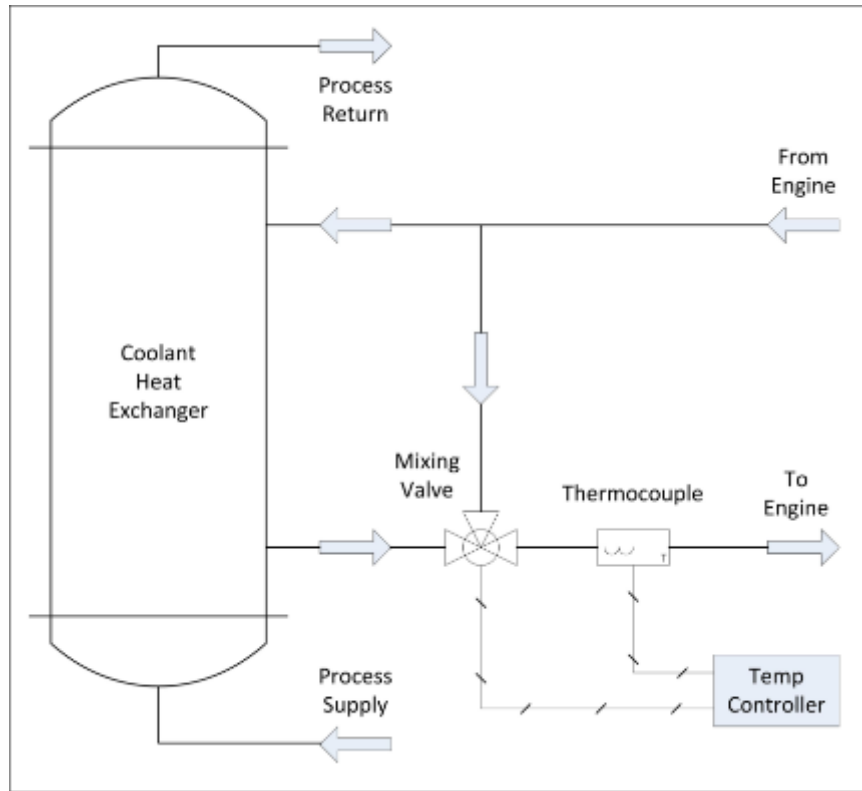 Process
Return
From
Engine
Coolant
Heat
Exchanger
Mixing
Valve
Thermocouple
To
Engine
T
Process
Supply
Temp
Controller